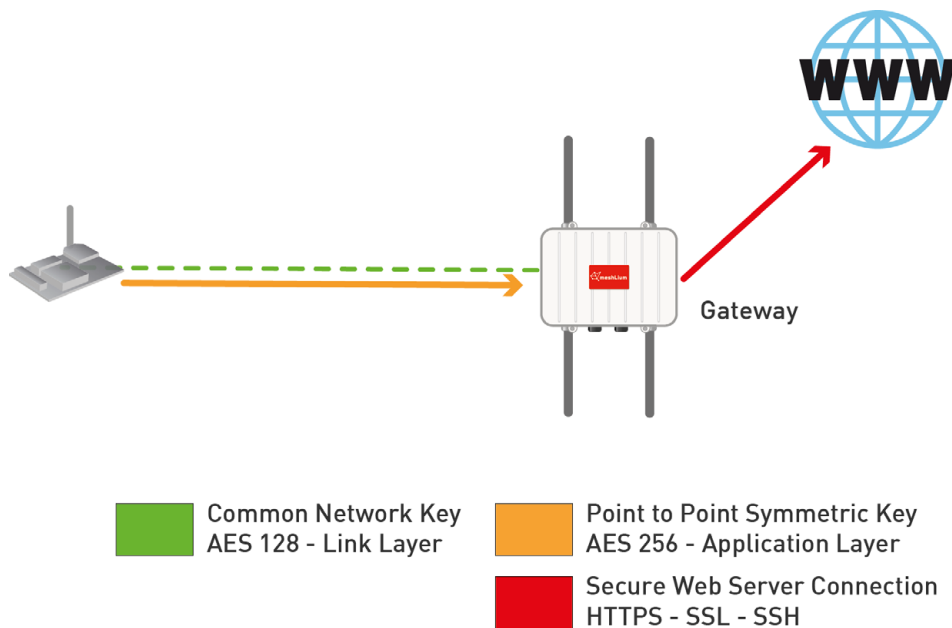 WWW
meshlium
Gateway
Common Network Key
AES 128 - Link Layer
Point to Point Symmetric Key
AES 256 - Application Layer
Secure Web Server Connection
HTTPS - SSL - SSH